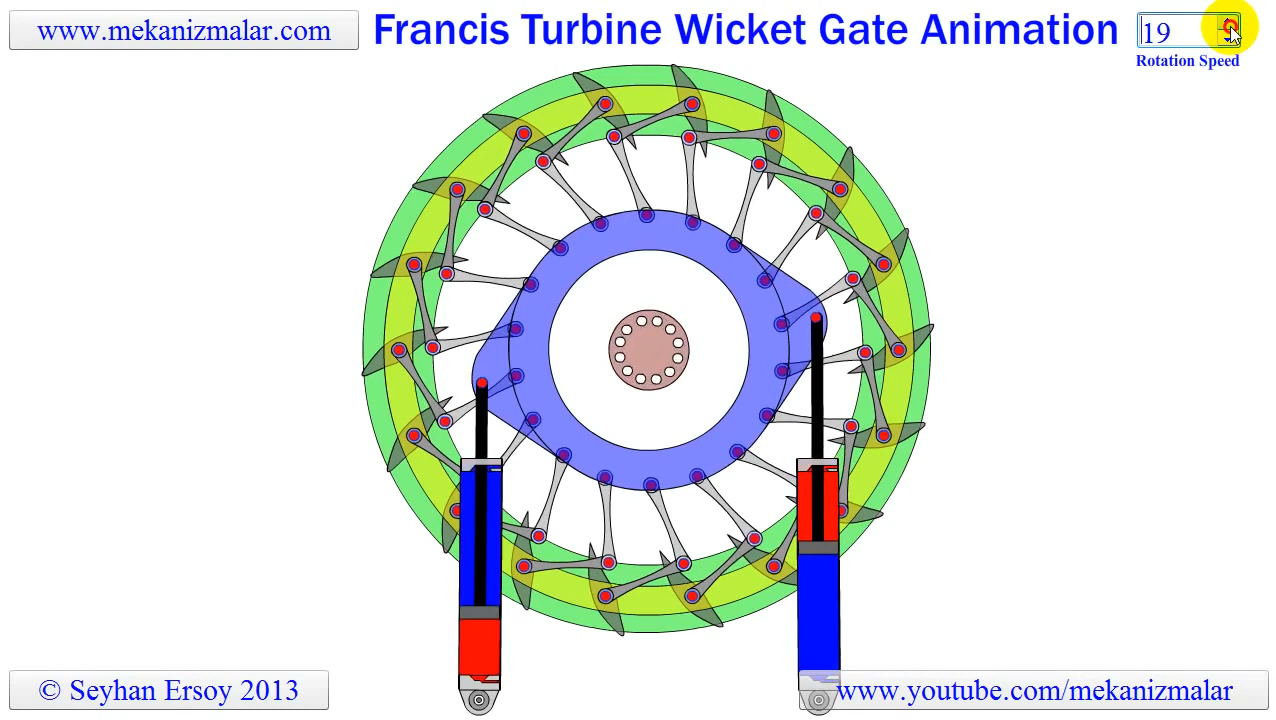 www.mekanizmalar.com
Francis Turbine Wicket Gate Animation
19
Rotation Speed
© Seyhan Ersoy 2013
www.youtube.com/mekanizmalar